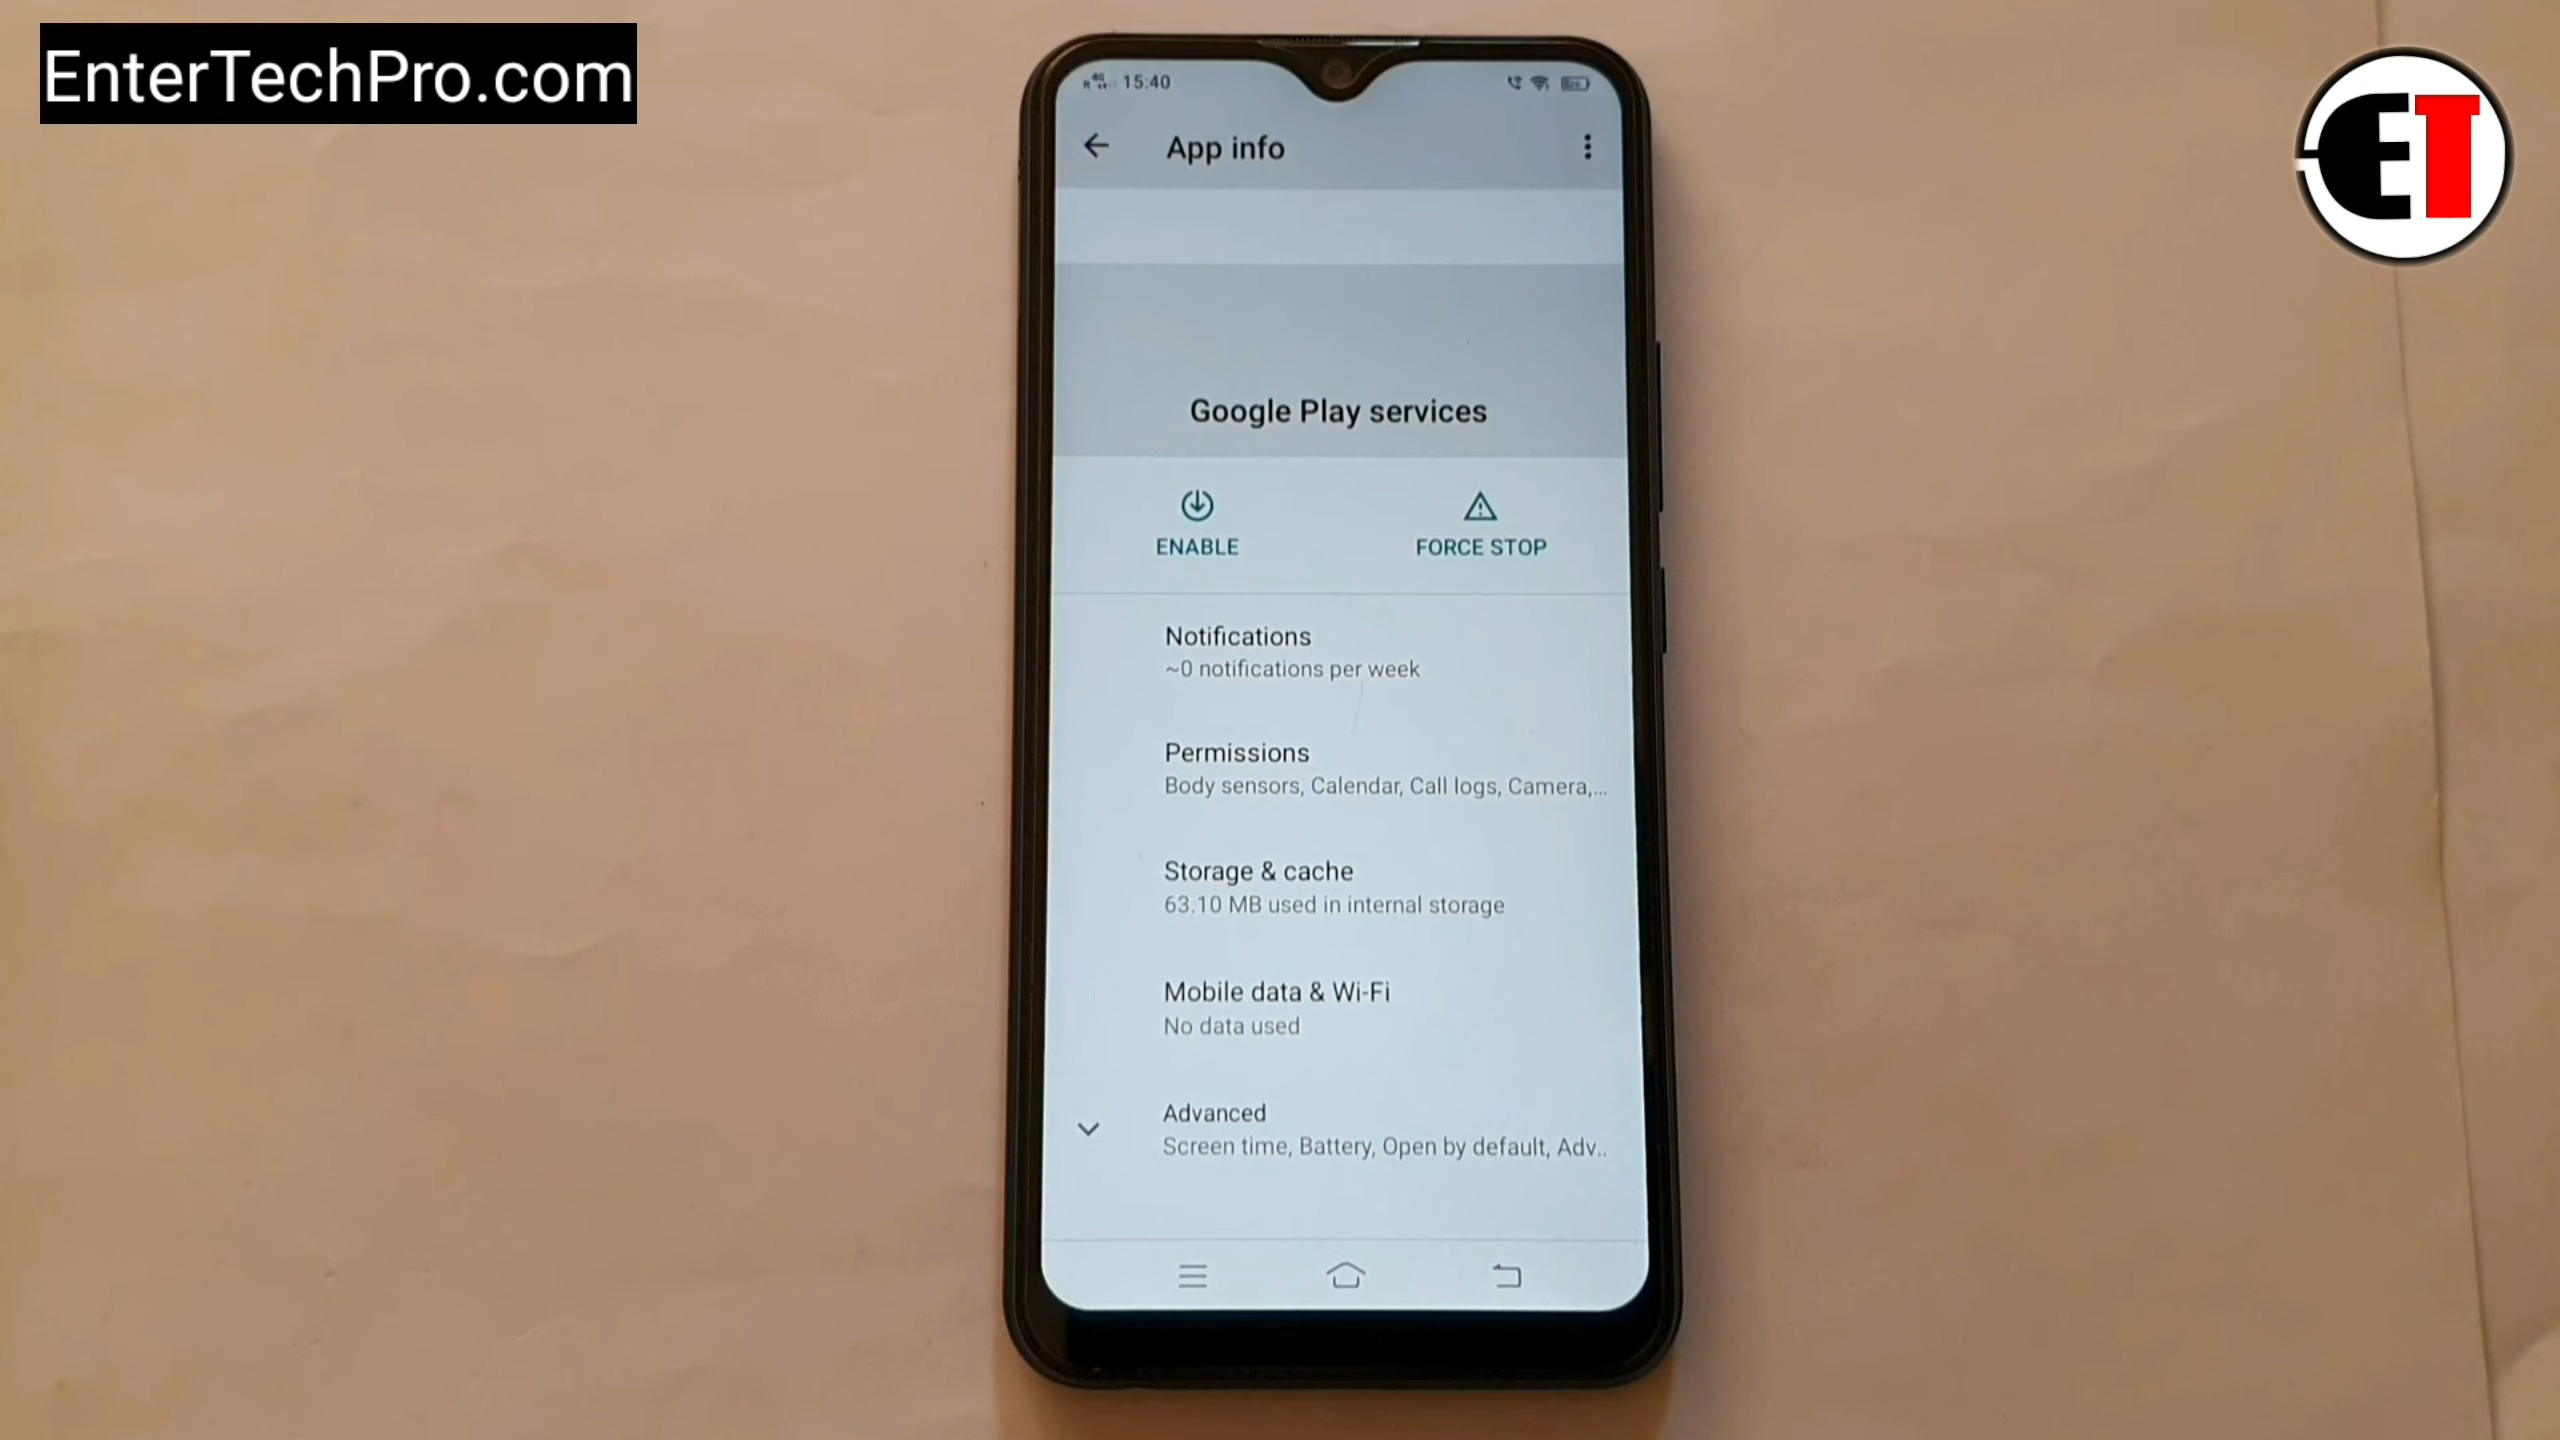 EnterTechPro.com
ET
15:40
App info
Google Play services
ENABLE
FORCE STOP
Notifications
~0 notifications per week
Permissions
Body sensors, Calendar, Call logs, Camera,...
Storage & cache
63.10 MB used in internal storage
Mobile data & Wi-Fi
No data used
Advanced
Screen time, Battery, Open by default, Adv..